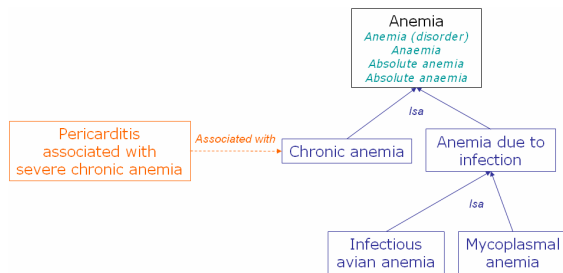 Anemia
Anemia (disorder)
Anaemia
Absolute anemia
Absolute anaemia
Isa
Pericarditis
associated with
severe chronic anemia
Associated with
Chronic anemia
Anemia due to
infection
Isa
Infectious
avian anemia
Mycoplasmal
anemia